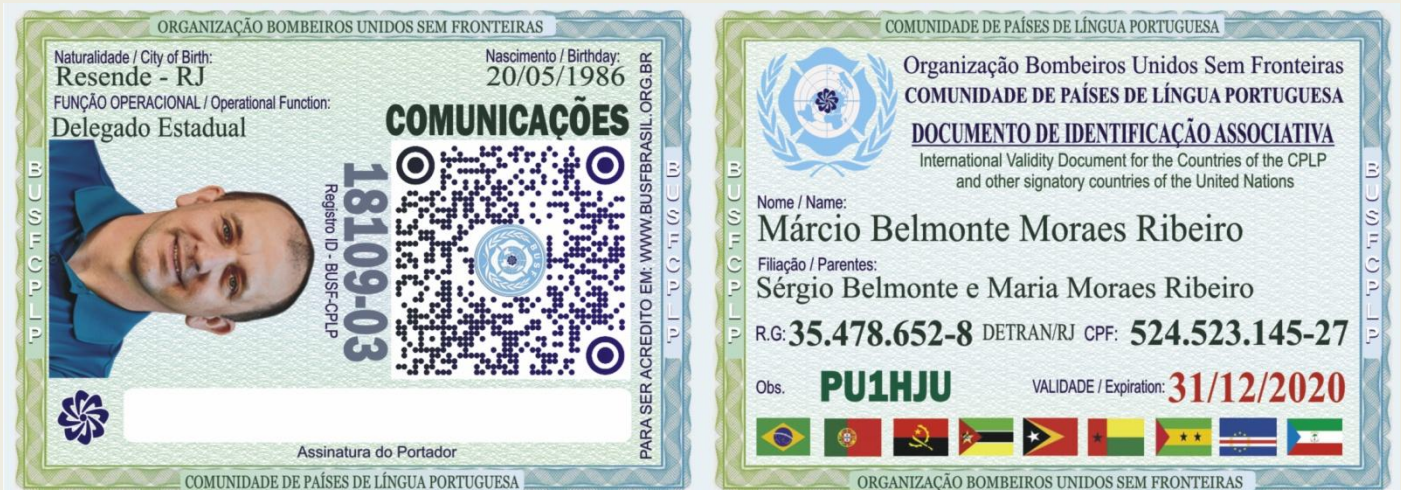 ORGANIZAÇÃO BOMBEIROS UNIDOS SEM FRONTEIRAS
Naturalidade / City of Birth:
Resende - RJ
Nascimento / Birthday:
20/05/1986
FUNÇÃO OPERACIONAL / Operational Function:
Delegado Estadual
COMUNICAÇÕES
BUSFCPLP
18109-03
Registro ID - BUSF-CPLP
BUSF
PARA SER ACREDITO EM: WWW.BUSFBRASIL.ORG.BR
BUSFCPLP
Assinatura do Portador
COMUNIDADE DE PAÍSES DE LÍNGUA PORTUGUESA
COMUNIDADE DE PAÍSES DE LÍNGUA PORTUGUESA
Organização Bombeiros Unidos Sem Fronteiras
COMUNIDADE DE PAÍSES DE LÍNGUA PORTUGUESA
DOCUMENTO DE IDENTIFICAÇÃO ASSOCIATIVA
International Validity Document for the Countries of the CPLP
and other signatory countries of the United Nations
BUSFCPLP
Nome / Name:
Márcio Belmonte Moraes Ribeiro
Filiação / Parentes:
Sérgio Belmonte e Maria Moraes Ribeiro
R.G: 35.478.652-8 DETRAN/RJ CPF: 524.523.145-27
Obs. PU1HJU VALIDADE / Expiration: 31/12/2020
BUSFCPLP
ORGANIZAÇÃO BOMBEIROS UNIDOS SEM FRONTEIRAS